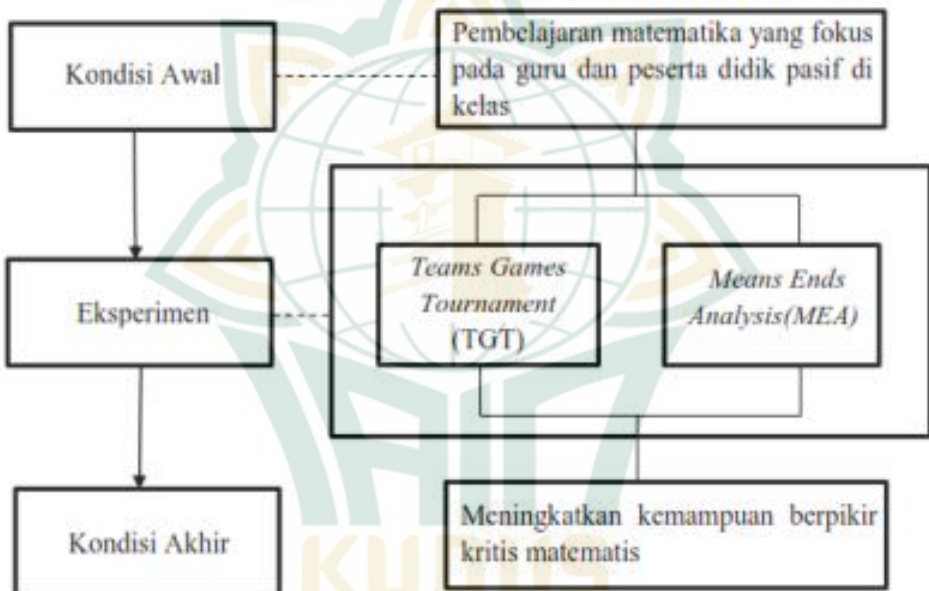 Kondisi Awal
Pembelajaran matematika yang fokus
pada guru dan peserta didik pasif di
kelas
Eksperimen
Teams Games
Tournament
(TGT)
Means Ends
Analysis(MEA)
Kondisi Akhir
Meningkatkan kemampuan berpikir
kritis matematis
KUDUS